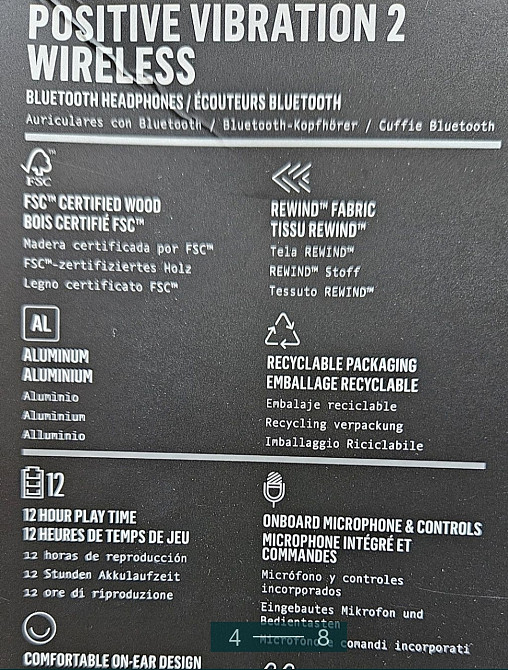 POSITIVE VIBRATION 2
WIRELESS
BLUETOOTH HEADPHONES / ÉCOUTEURS BLUETOOTH
Auriculares con Bluetooth / Bluetooth-Kopfhörer / Cuffie Bluetooth
FSC™
FSC™ CERTIFIED WOOD
BOIS CERTIFIÉ FSC™
Madera certificada por FSC™
FSC™-zertifiziertes Holz
Legno certificato FSC™
REWIND™ FABRIC
TISSU REWIND™
Tela REWIND™
REWIND™ Stoff
Tessuto REWIND™
AL
ALUMINUM
ALUMINIUM
Aluminio
Aluminium
Alluminio
RECYCLABLE PACKAGING
EMBALLAGE RECYCLABLE
Embalaje reciclable
Recycling verpackung
Imballaggio Riciclabile
12
12 HOUR PLAY TIME
12 HEURES DE TEMPS DE JEU
12 horas de reproducción
12 Stunden Akkulaufzeit
12 ore di riproduzione
ONBOARD MICROPHONE & CONTROLS
MICROPHONE INTÉGRÉ ET
COMMANDES
Micrófono y controles
incorporados
Eingebautes Mikrofon und
Bedientasten
Microfono e comandi incorporati
4 — 8
COMFORTABLE ON-EAR DESIGN